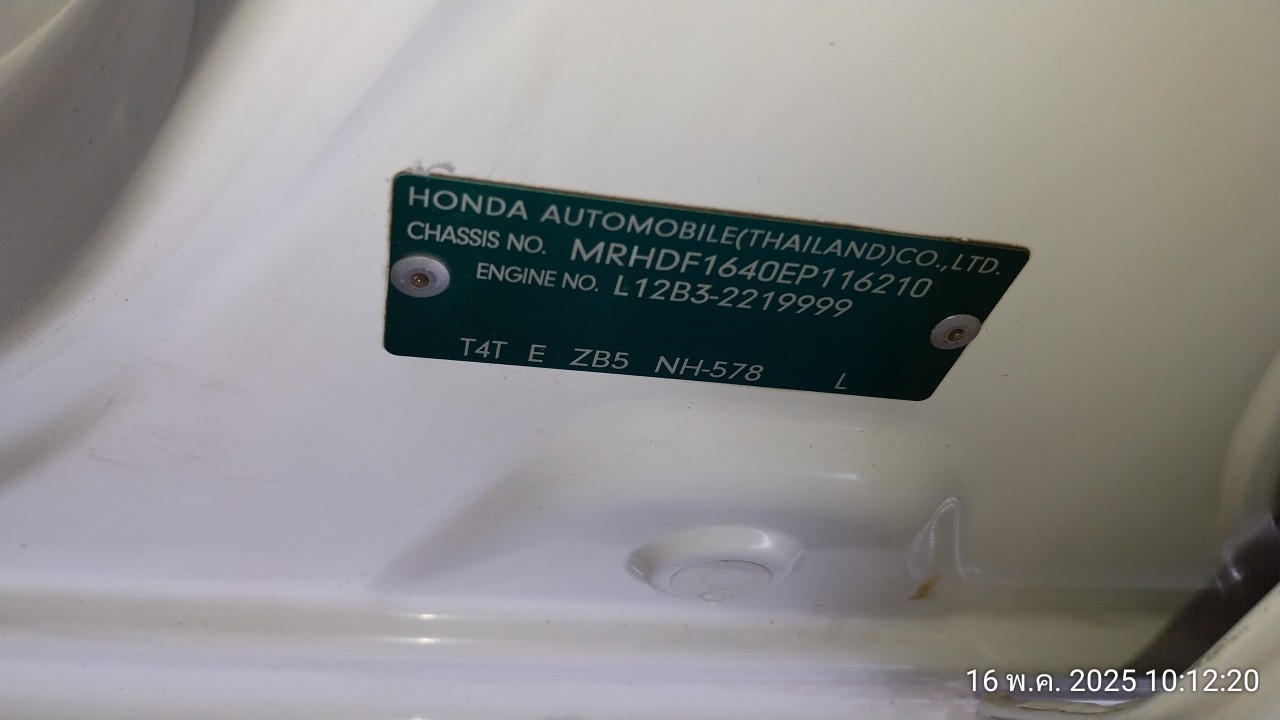 HONDA AUTOMOBILE(THAILAND)CO.,LTD.
CHASSIS NO. MRHDF1640EP116210
ENGINE NO. L12B3-2219999
T4T E ZB5 NH-578 L
16 พ.ค. 2025 10:12:20